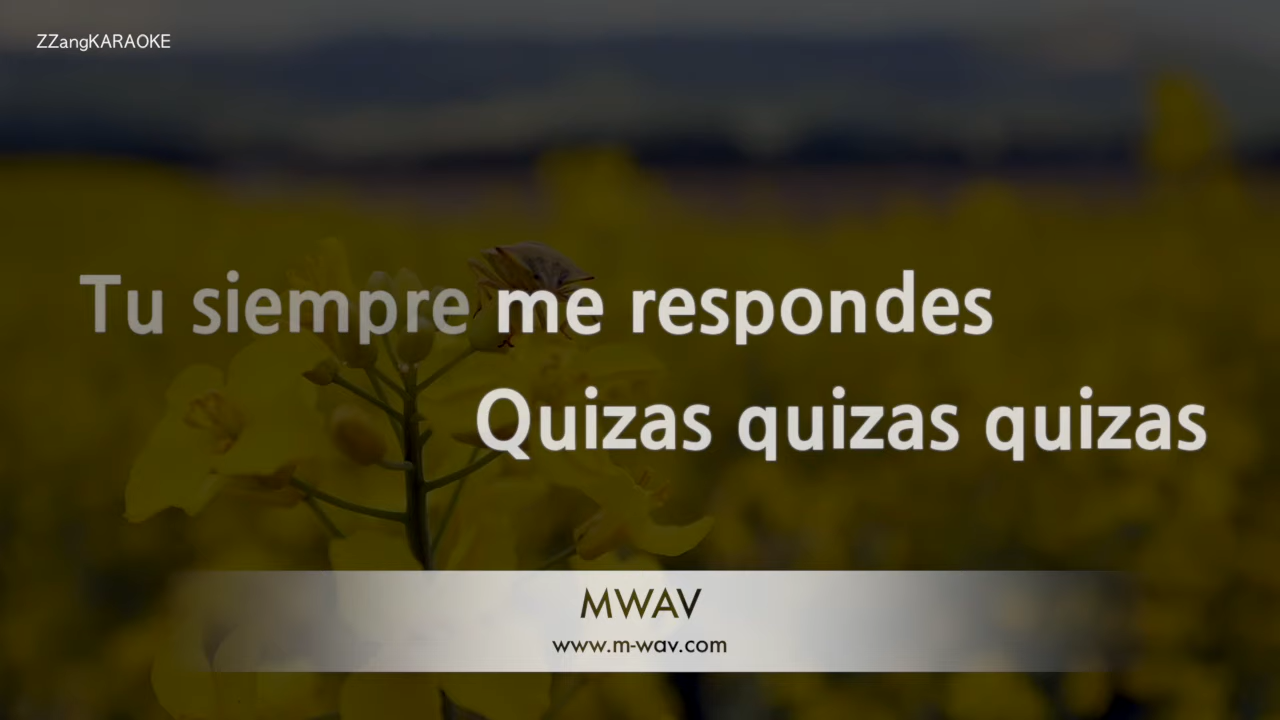 ZZangKARAOKE
Tu siempre me respondes
Quizas quizas quizas
MWAV
www.m-wav.com